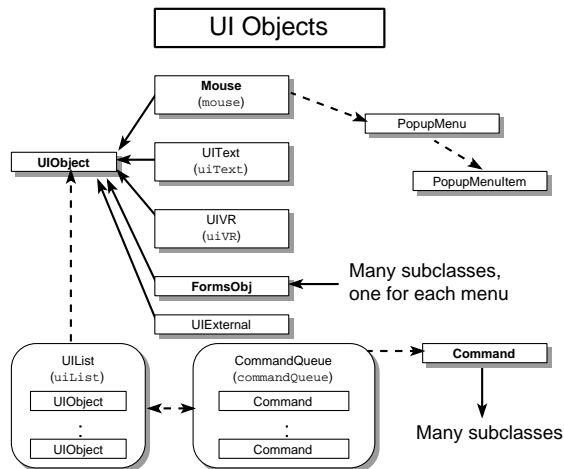 UI Objects
Mouse
(mouse)
PopupMenu
UIText
(uiText)
UIObject
PopupMenuItem
UIVR
(uiVR)
FormsObj
Many subclasses,
one for each menu
UIExternal
UIList
(uiList)
UIObject
:
UIObject
CommandQueue
(commandQueue)
Command
:
Command
Command
Many subclasses